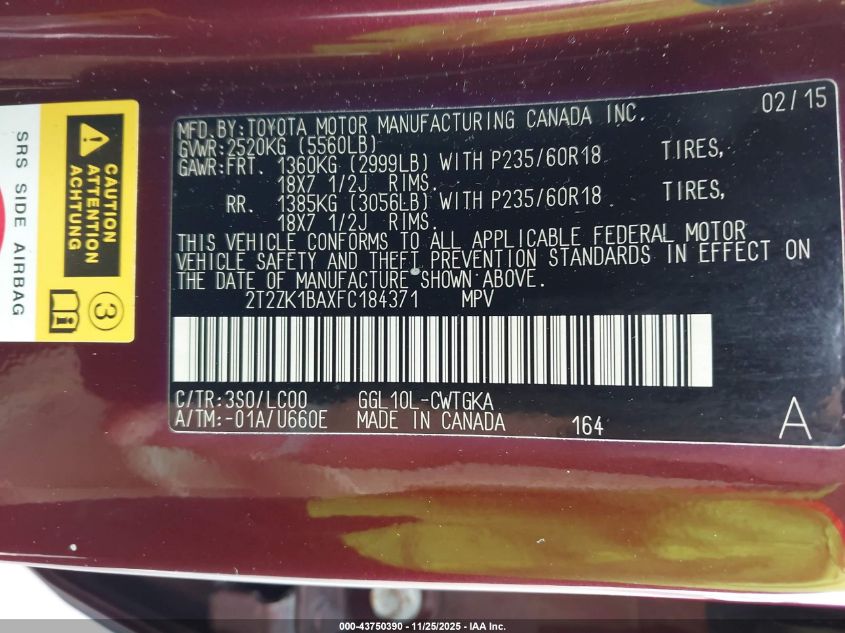 SRS SIDE AIRBAG
CAUTION
ATTENTION
ACHTUNG
3
02/15
MFD.BY:TOYOTA MOTOR MANUFACTURING CANADA INC.
GVWR:2520KG (5560LB)
GAWR:FRT. 1360KG (2999LB) WITH P235/60R18 TIRES,
18X7 1/2J RIMS.
RR. 1385KG (3056LB) WITH P235/60R18 TIRES,
18X7 1/2J RIMS.
THIS VEHICLE CONFORMS TO ALL APPLICABLE FEDERAL MOTOR
VEHICLE SAFETY AND THEFT PREVENTION STANDARDS IN EFFECT ON
THE DATE OF MANUFACTURE SHOWN ABOVE.
2T2ZK1BAXFC184371 MPV
C/TR:3S0/LC00 GGL10L-CWTGKA
A/TM:-01A/U660E MADE IN CANADA 164 A
000-43750390 - 11/25/2025 - IAA Inc.